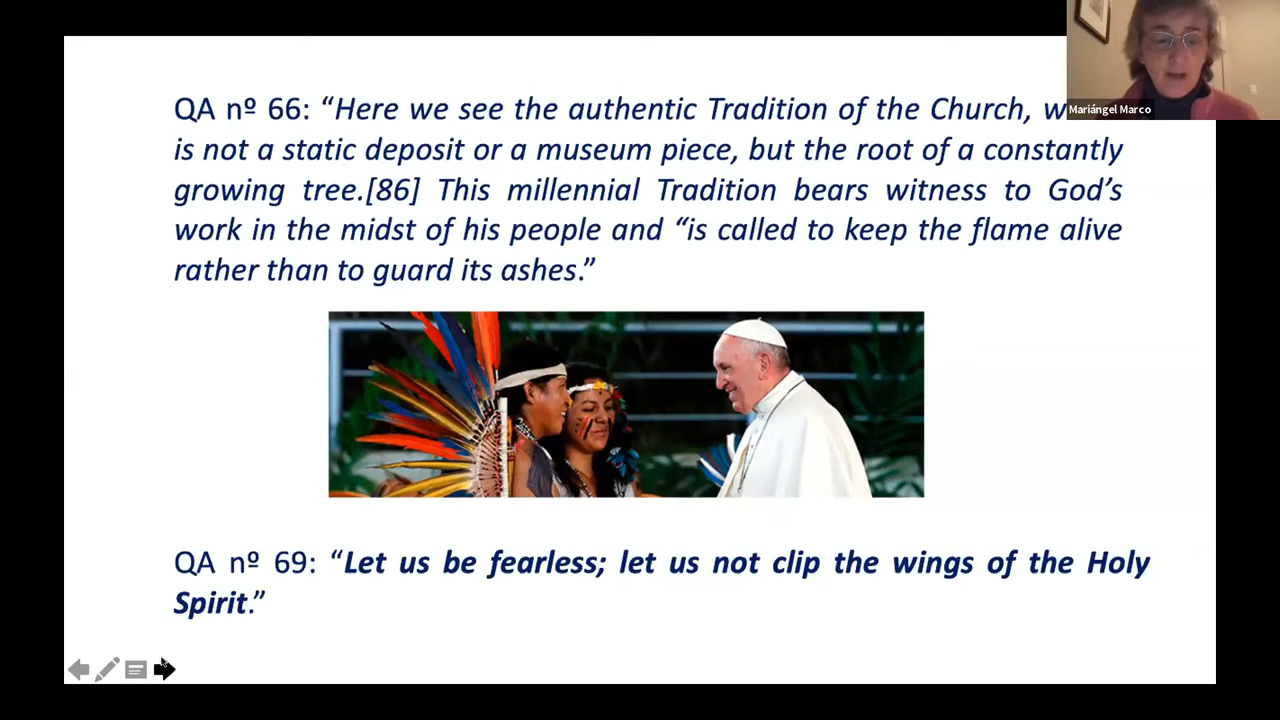 QA nº 66: “Here we see the authentic Tradition of the Church,
is not a static deposit or a museum piece, but the root of a constantly
growing tree.[86] This millennial Tradition bears witness to God’s
work in the midst of his people and “is called to keep the flame alive
rather than to guard its ashes.”
Mariángel Marco
QA nº 69: “Let us be fearless; let us not clip the wings of the Holy
Spirit.”